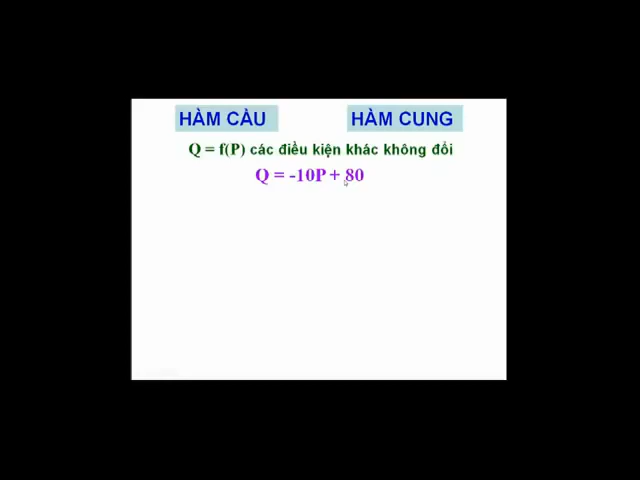 HÀM CẦU
HÀM CUNG
Q = f(P) các điều kiện khác không đổi
Q = -10P + 80